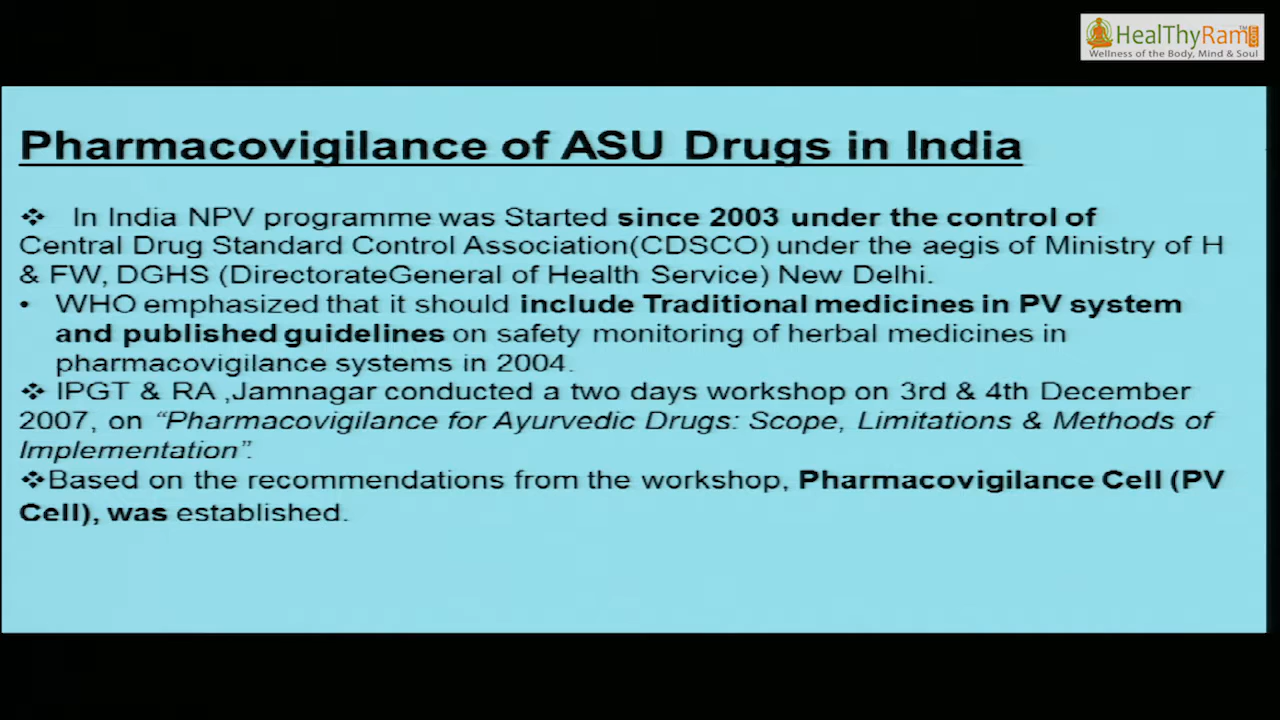 HealThyRam™.com
Wellness of the Body, Mind & Soul
Pharmacovigilance of ASU Drugs in India
❖ In India NPV programme was Started since 2003 under the control of
Central Drug Standard Control Association(CDSCO) under the aegis of Ministry of H
& FW, DGHS (DirectorateGeneral of Health Service) New Delhi.
• WHO emphasized that it should include Traditional medicines in PV system
and published guidelines on safety monitoring of herbal medicines in
pharmacovigilance systems in 2004.
❖ IPGT & RA ,Jamnagar conducted a two days workshop on 3rd & 4th December
2007, on “Pharmacovigilance for Ayurvedic Drugs: Scope, Limitations & Methods of
Implementation”.
❖Based on the recommendations from the workshop, Pharmacovigilance Cell (PV
Cell), was established.